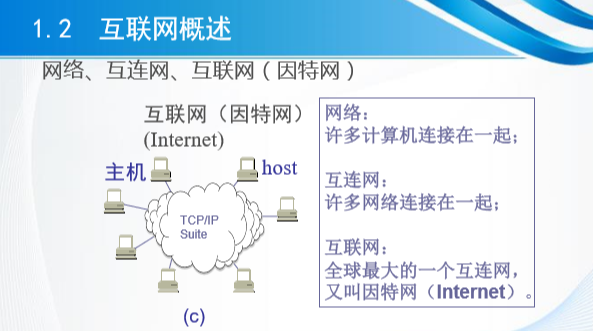 1.2 互联网概述
网络、互连网、互联网（因特网）
互联网（因特网）
(Internet)
主机
host
TCP/IP
Suite
(c)
网络：
许多计算机连接在一起；
互连网：
许多网络连接在一起；
互联网：
全球最大的一个互连网，
又叫因特网（Internet）。